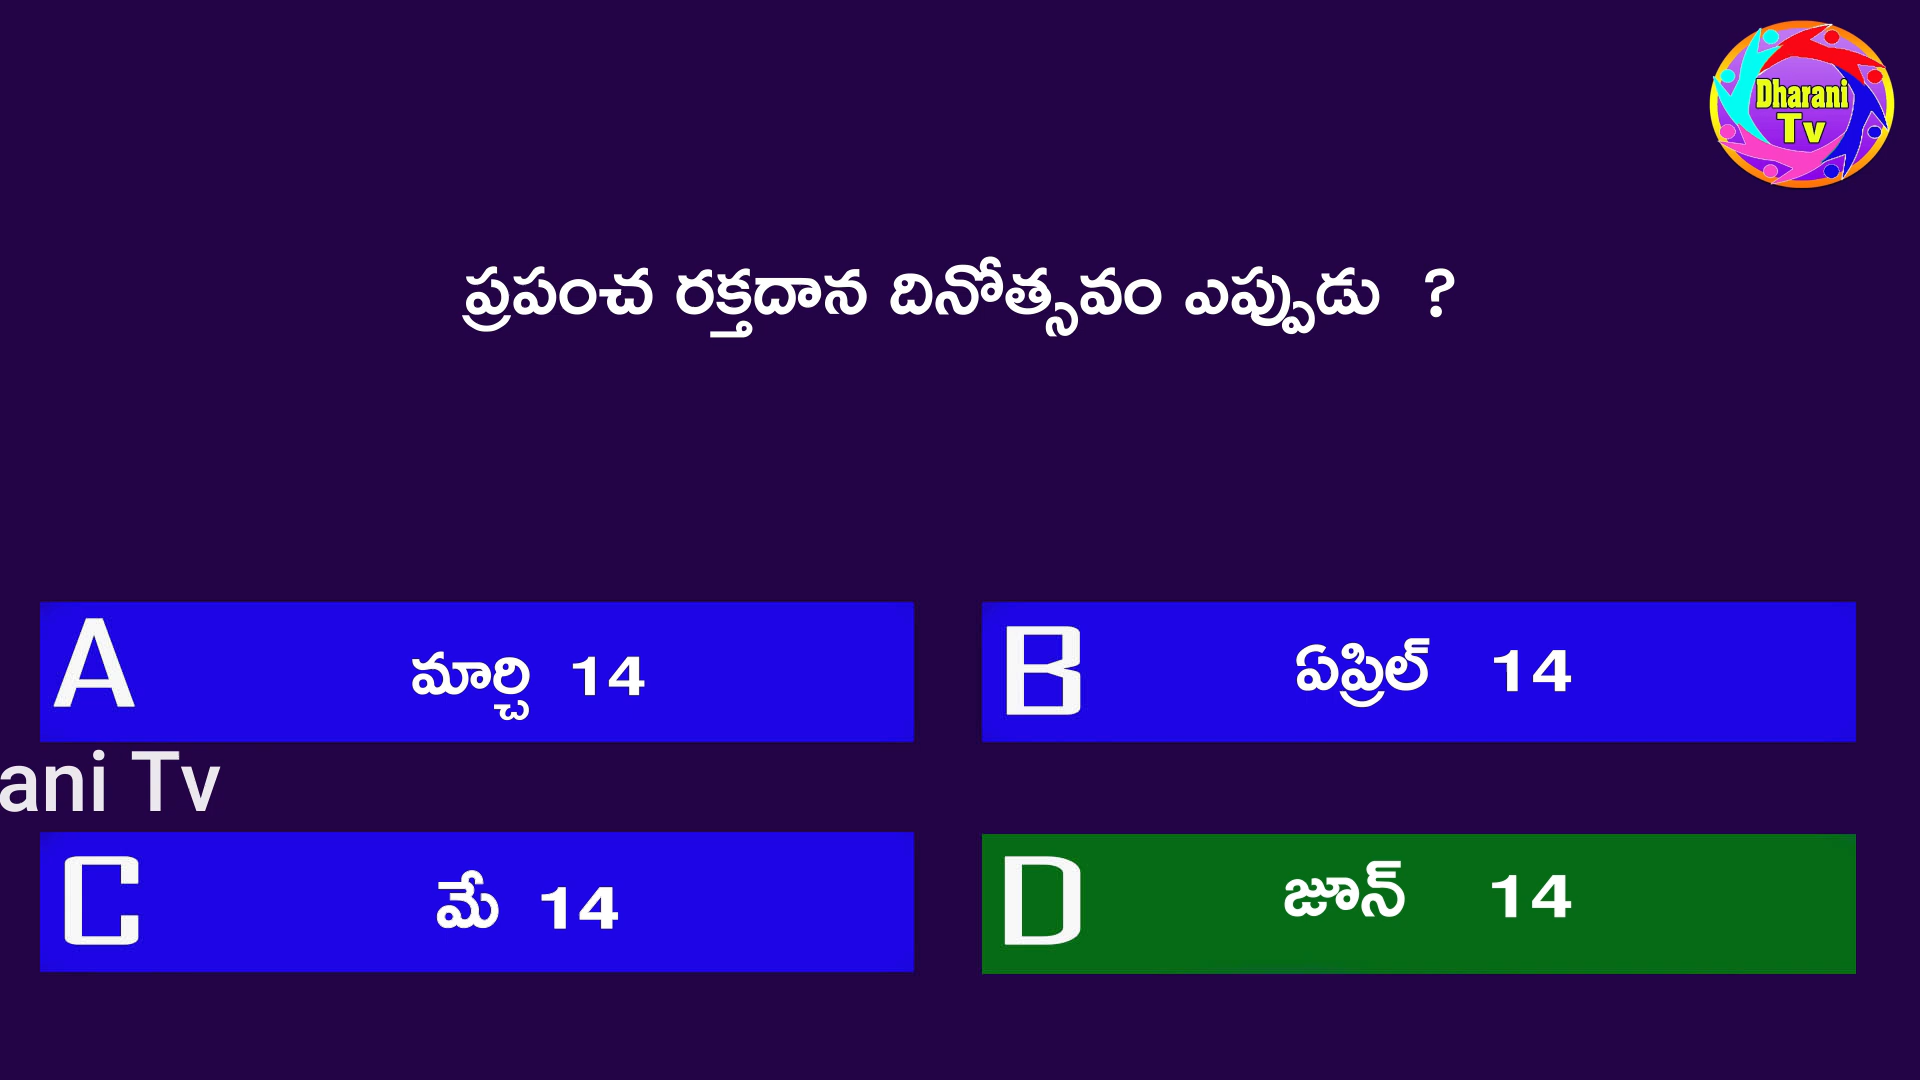 Dharani
Tv
ప్రపంచ రక్తదాన దినోత్సవం ఎప్పుడు ?
A మార్చి 14
B ఏప్రిల్ 14
ani Tv
C మే 14
D జూన్ 14